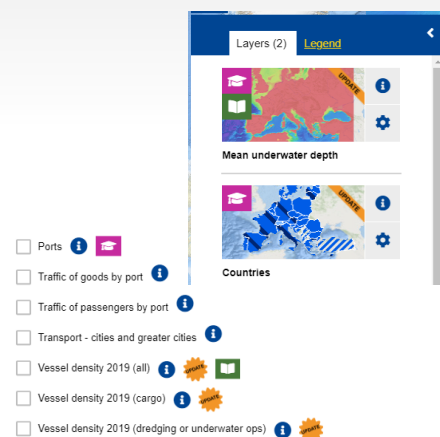 Layers (2) Legend
UPDATE
Mean underwater depth
UPDATE
Countries
Ports
Traffic of goods by port
Traffic of passengers by port
Transport - cities and greater cities
Vessel density 2019 (all) UPDATE
Vessel density 2019 (cargo) UPDATE
Vessel density 2019 (dredging or underwater ops) UPDATE